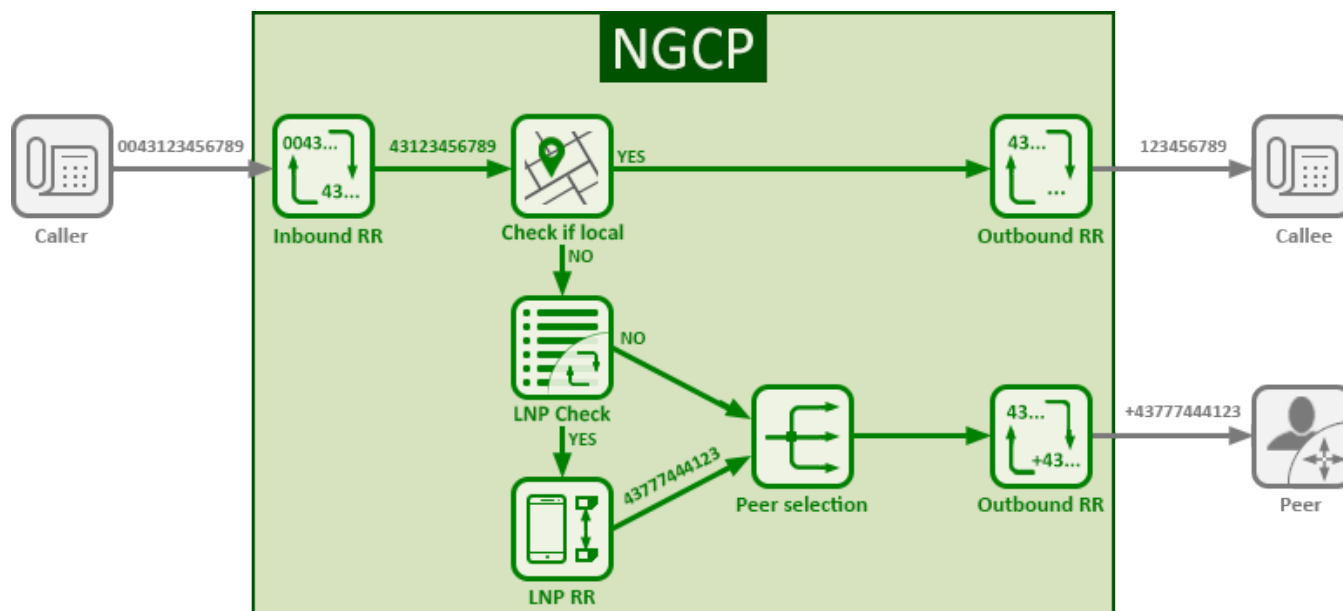 NGCP
0043123456789
0043...
43...
43123456789
YES
43...
...
123456789
Caller
Inbound RR
Check if local
Outbound RR
Callee
NO
NO
LNP Check
YES
43777444123
43...
+43...
+43777444123
Peer selection
Outbound RR
Peer
LNP RR